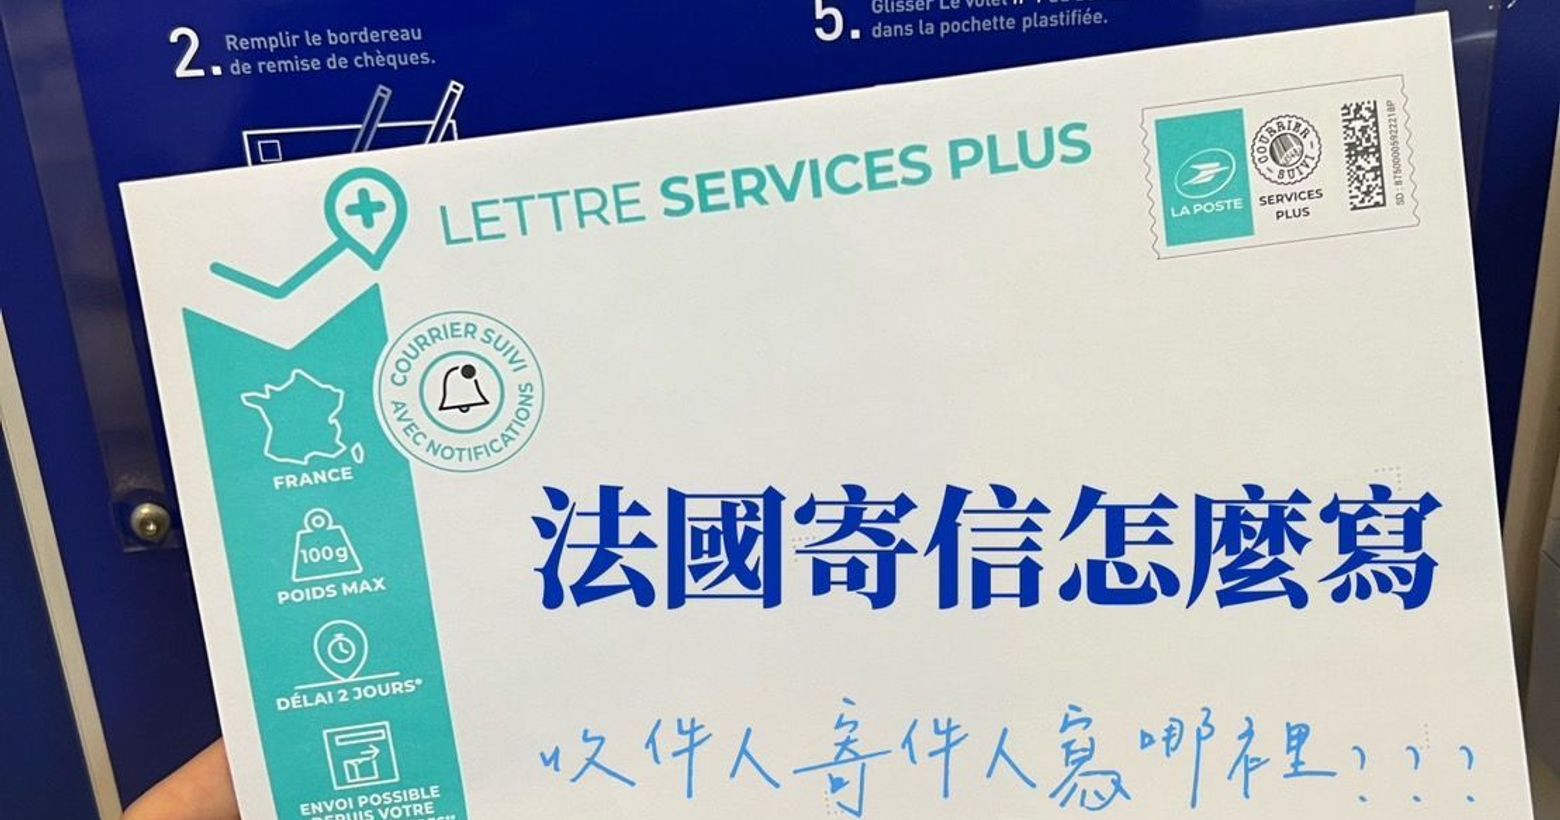 2. Remplir le bordereau
de remise de chèques.
5. Glisser Le volet
dans la pochette plastifiée.
LETTRE SERVICES PLUS
LA POSTE
COURRIER SUIVI
SERVICES
PLUS
COURRIER SUIVI
AVEC NOTIFICATIONS
FRANCE
100g
POIDS MAX
DÉLAI 2 JOURS*
ENVOI POSSIBLE
DEPUIS VOTRE
法國寄信怎麼寫
收件人寄件人寫哪裡???